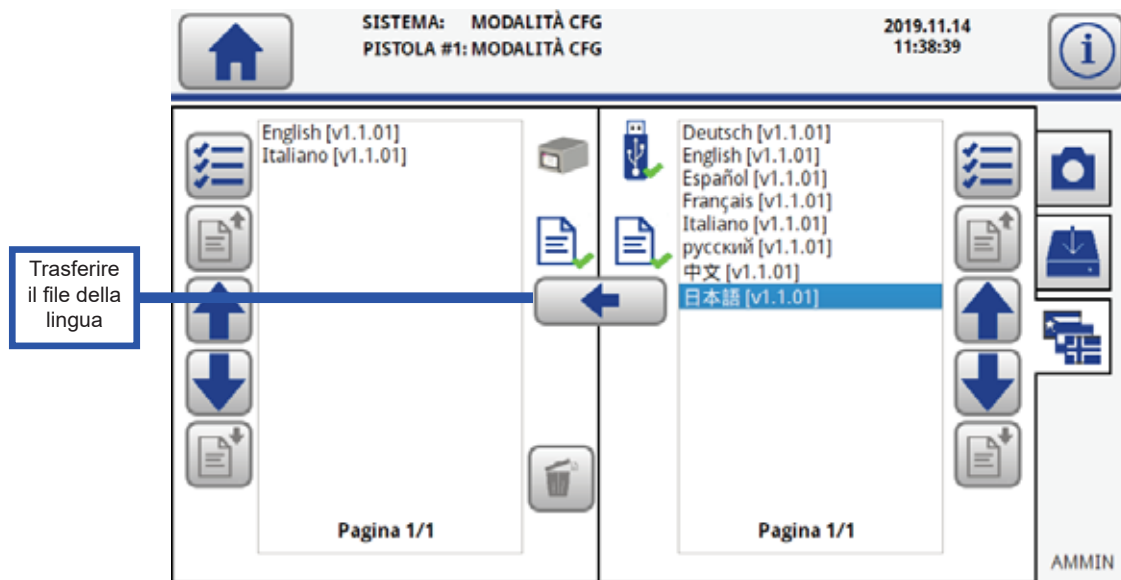 SISTEMA: MODALITÀ CFG
PISTOLA #1: MODALITÀ CFG
2019.11.14
11:38:39
i
Trasferire
il file della
lingua
English [v1.1.01]
Italiano [v1.1.01]
Pagina 1/1
Deutsch [v1.1.01]
English [v1.1.01]
Español [v1.1.01]
Français [v1.1.01]
Italiano [v1.1.01]
русский [v1.1.01]
中文 [v1.1.01]
日本語 [v1.1.01]
Pagina 1/1
AMMIN